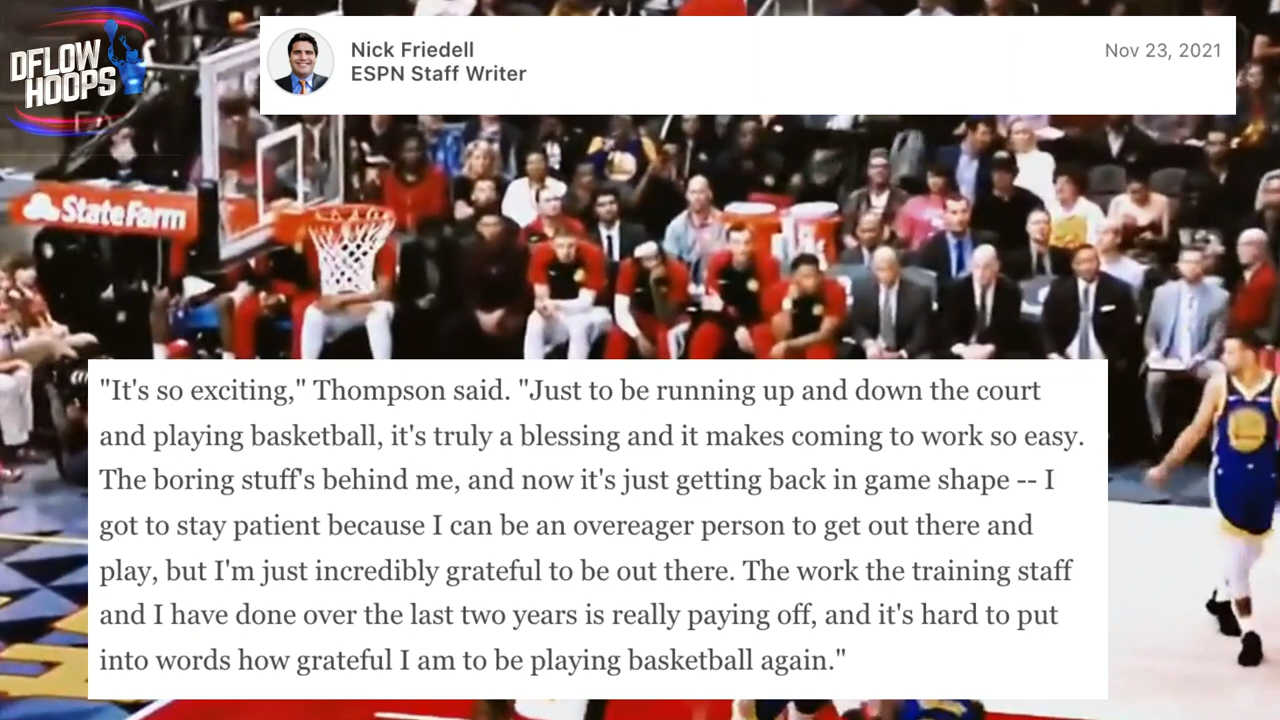 DFLOW
HOOPS
Nick Friedell
ESPN Staff Writer
Nov 23, 2021
StateFarm
"It's so exciting," Thompson said. "Just to be running up and down the court
and playing basketball, it's truly a blessing and it makes coming to work so easy.
The boring stuff's behind me, and now it's just getting back in game shape -- I
got to stay patient because I can be an overeager person to get out there and
play, but I'm just incredibly grateful to be out there. The work the training staff
and I have done over the last two years is really paying off, and it's hard to put
into words how grateful I am to be playing basketball again."